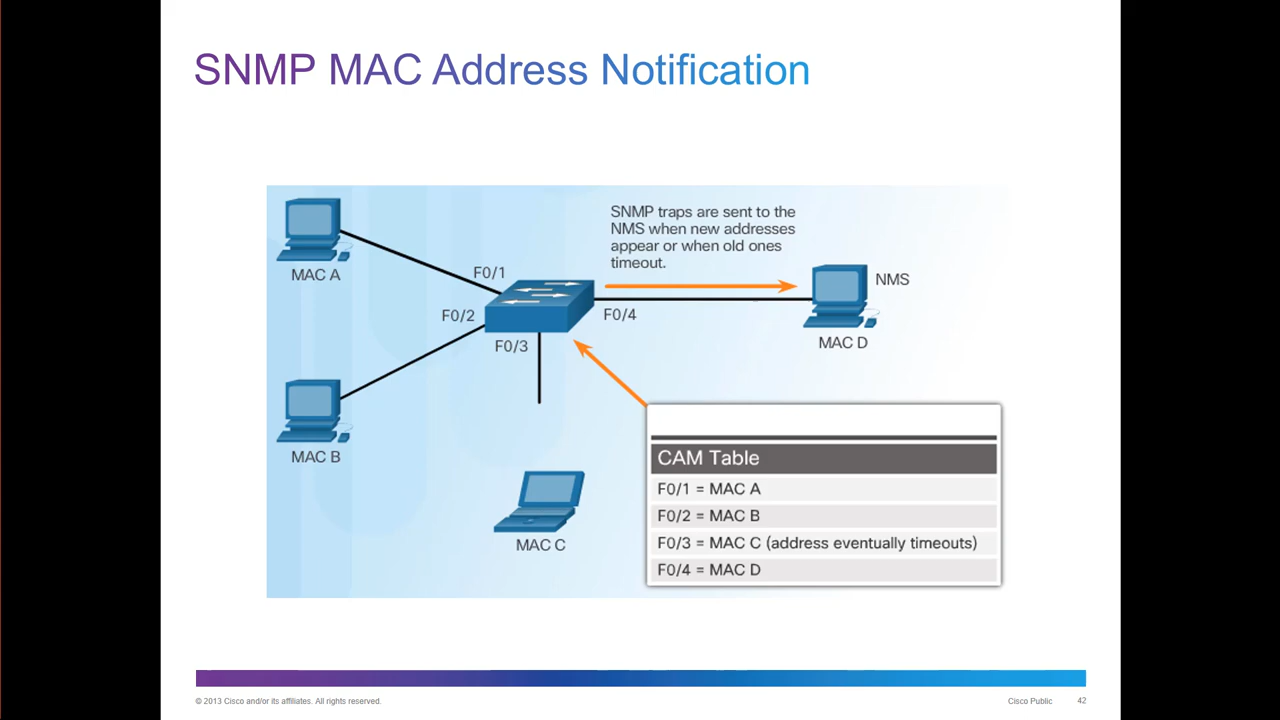 SNMP MAC Address Notification
SNMP traps are sent to the
NMS when new addresses
appear or when old ones
timeout.
MAC A
F0/1
NMS
F0/2
F0/4
F0/3
MAC D
MAC B
CAM Table
F0/1 = MAC A
F0/2 = MAC B
F0/3 = MAC C (address eventually timeouts)
F0/4 = MAC D
MAC C
© 2013 Cisco and/or its affiliates. All rights reserved.
Cisco Public
42